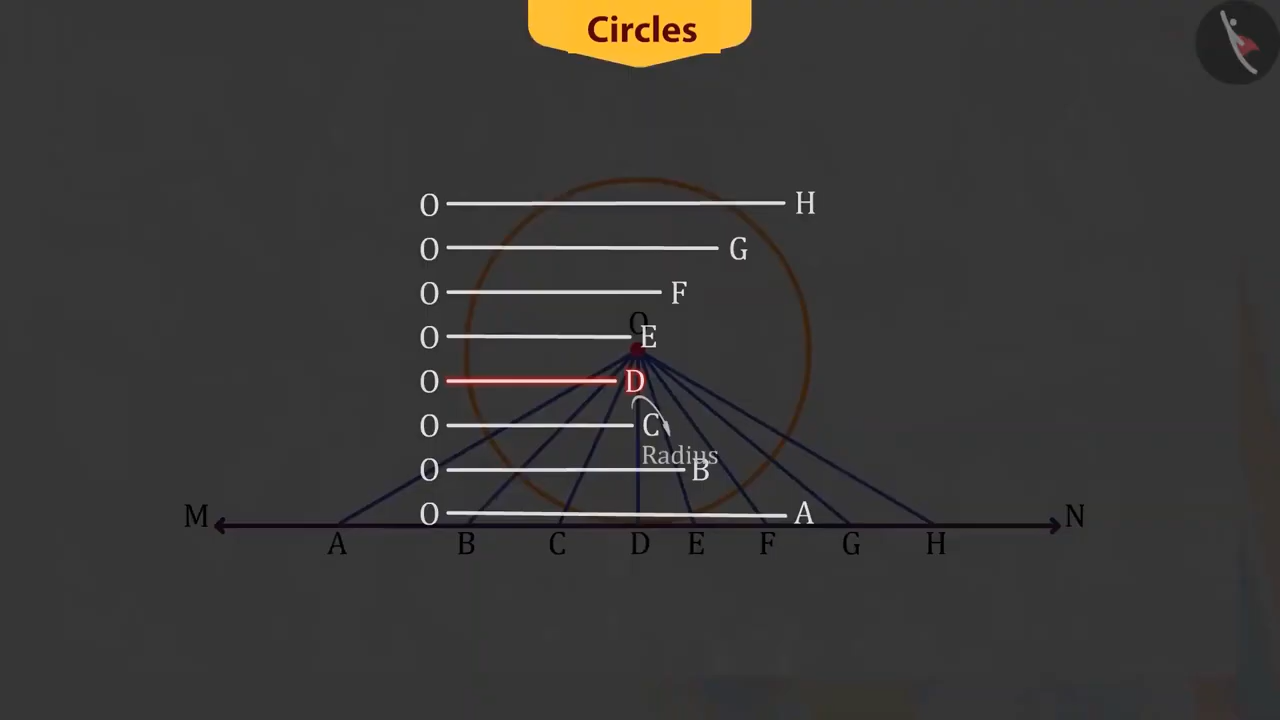 Circles
O H
O G
O F
O
O E
O D
O C
Radius
O B
O A
M N
A B C D E F G H